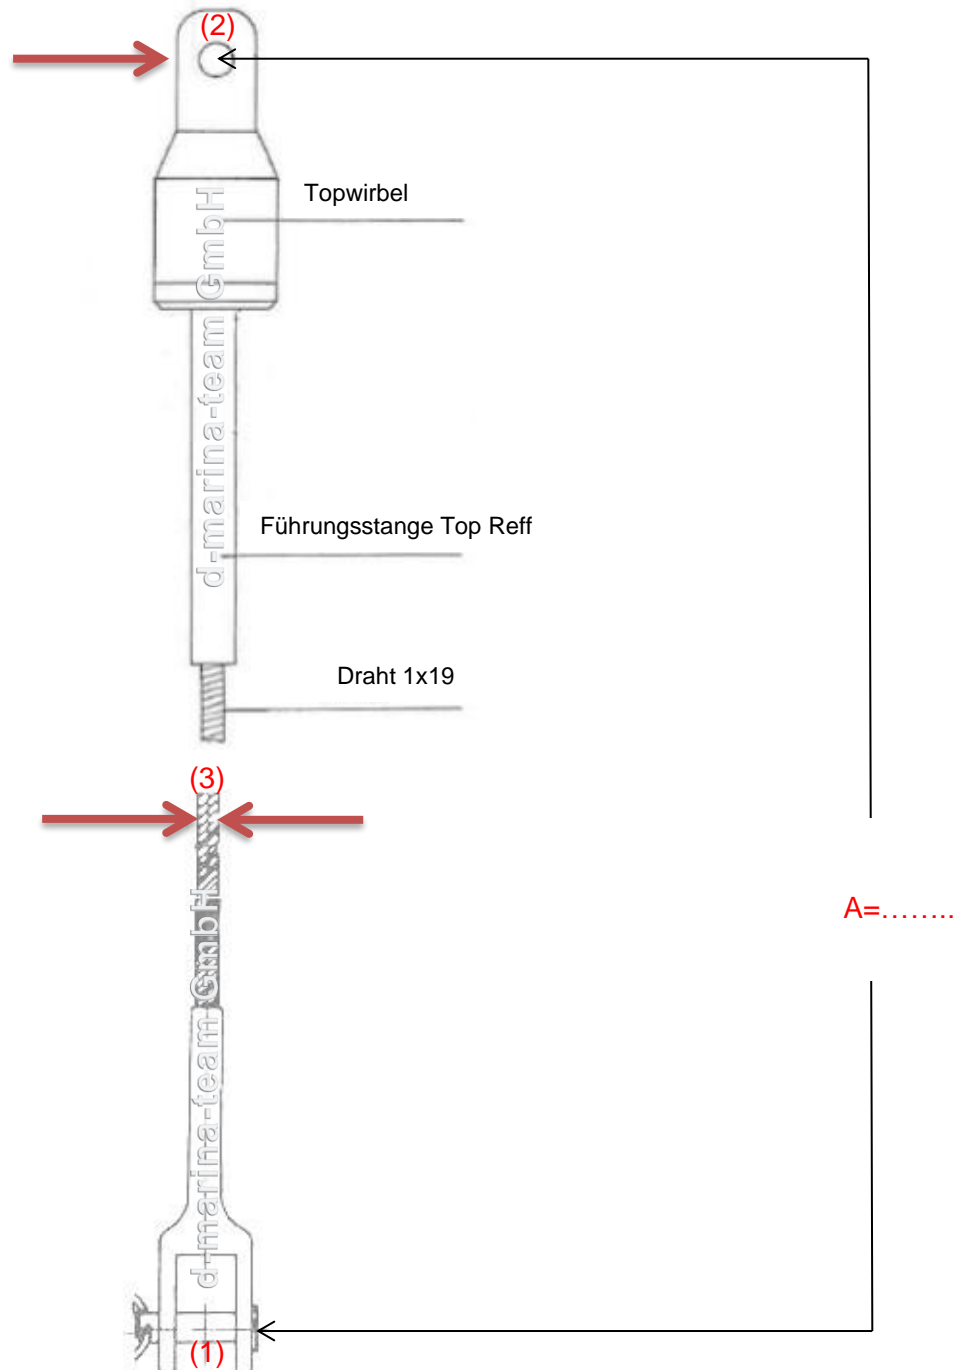 (2)
Topwirbel
d-marina-team GmbH
Führungsstange Top Reff
Draht 1x19
(3)
A=........
d-marina-team GmbH
(1)